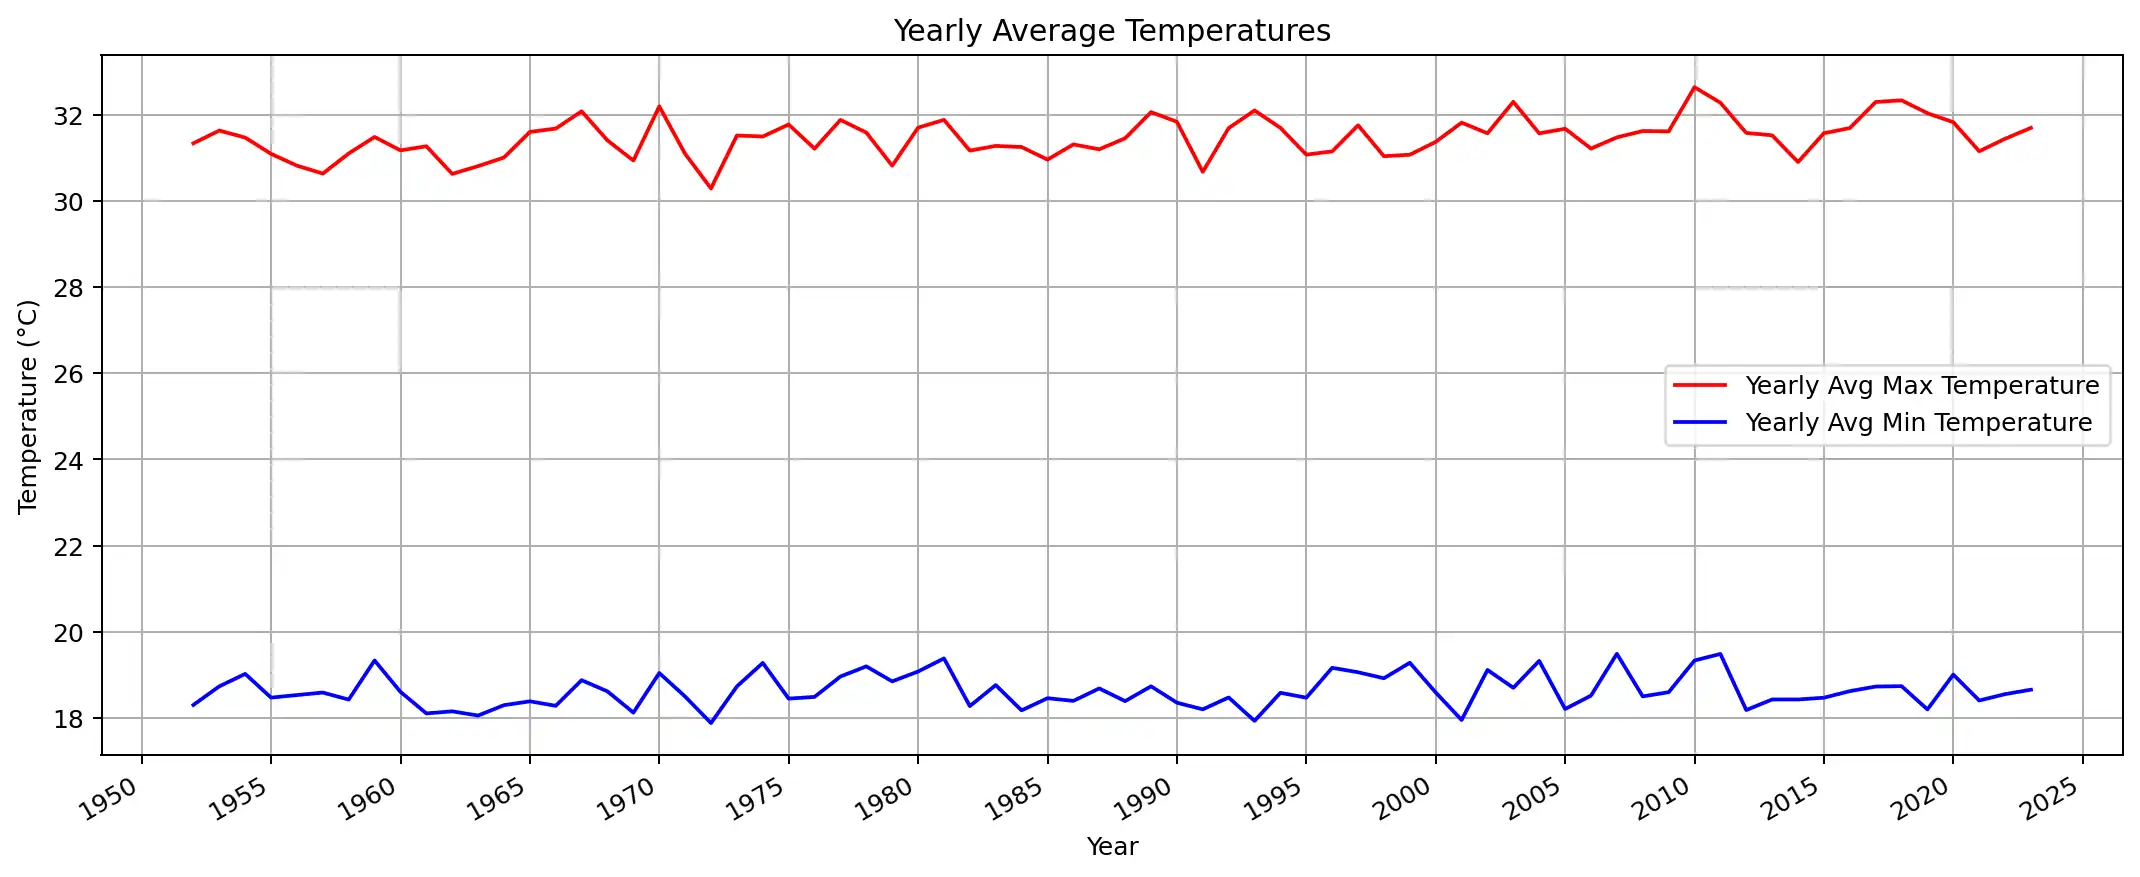 Yearly Average Temperatures
Temperature (°C)
32
30
28
26
24
22
20
18
Yearly Avg Max Temperature
Yearly Avg Min Temperature
1950 1955 1960 1965 1970 1975 1980 1985 1990 1995 2000 2005 2010 2015 2020 2025
Year